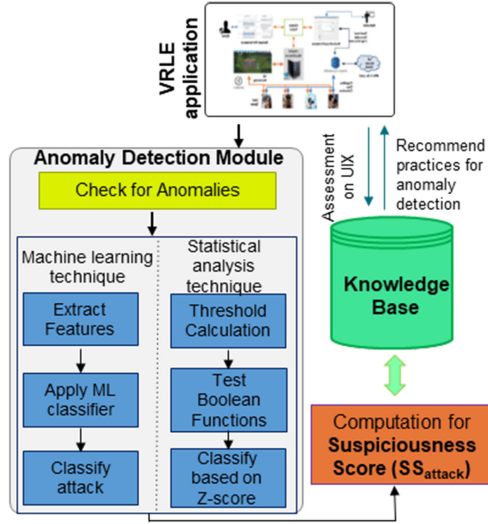 VRLE
application
Anomaly Detection Module
Check for Anomalies
Machine learning
technique
Extract
Features
Apply ML
classifier
Classify
attack
Statistical
analysis
technique
Threshold
Calculation
Test
Boolean
Functions
Classify
based on
Z-score
Assessment
on UIX
Recommend
practices for
anomaly
detection
Knowledge
Base
Computation for
Suspiciousness
Score (SSattack)